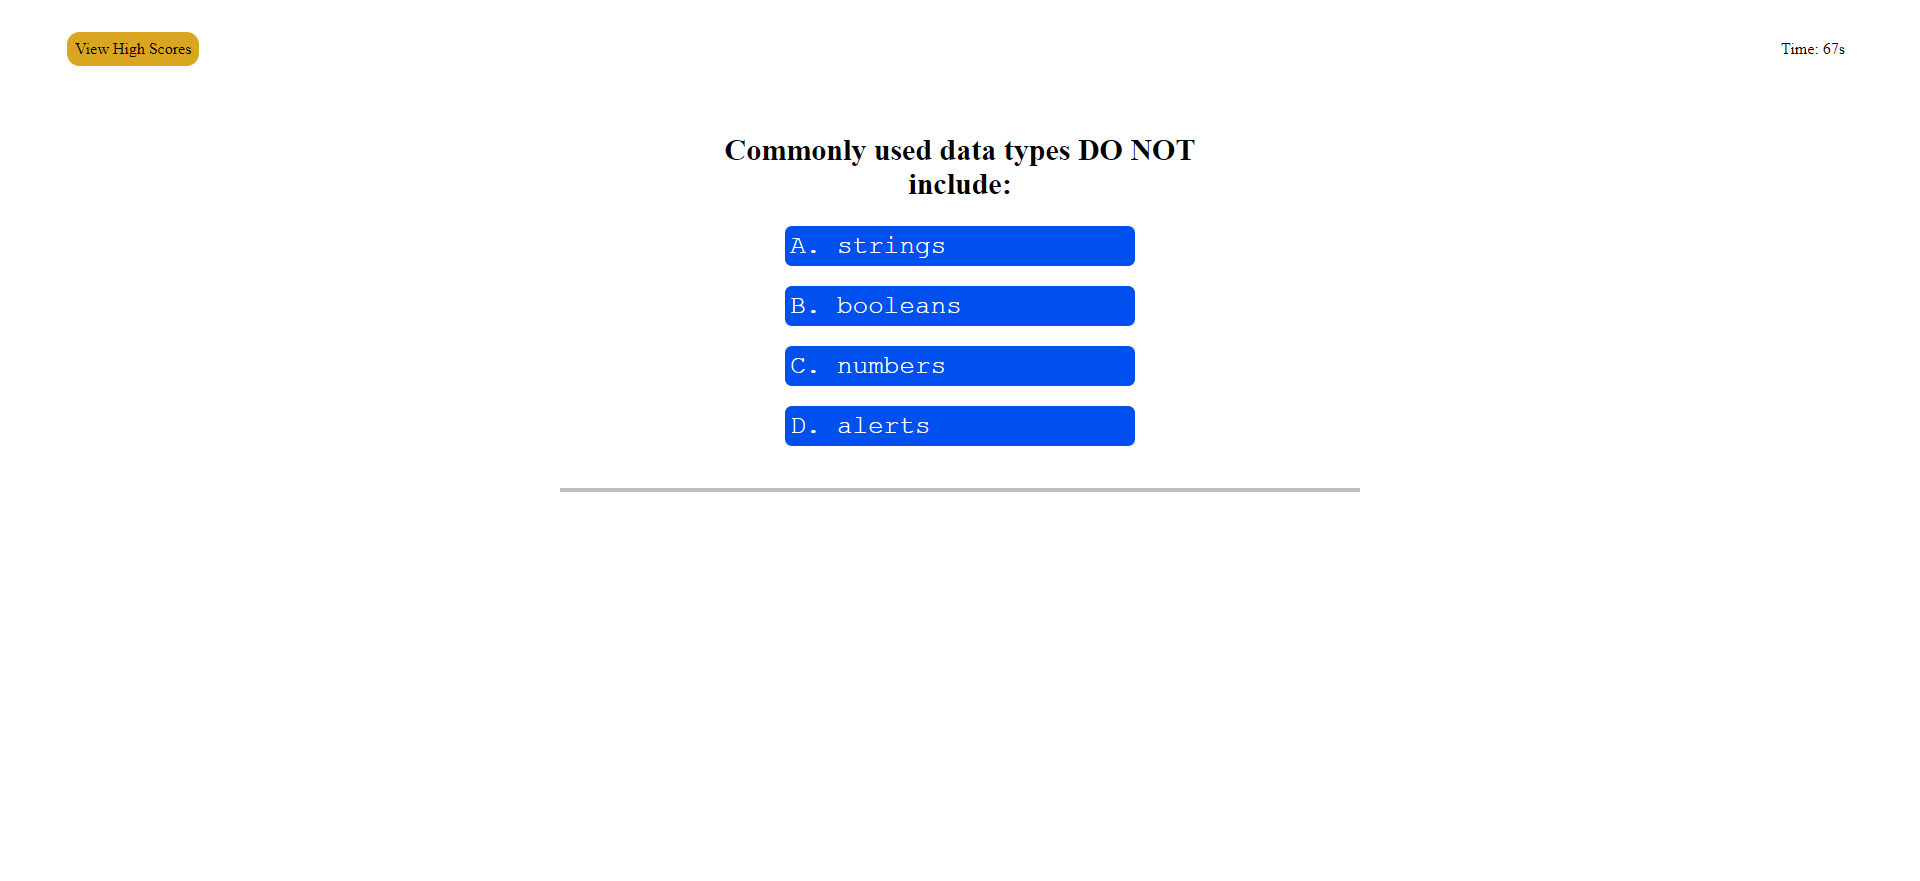 View High Scores
Time: 67s
Commonly used data types DO NOT
include:
A. strings
B. booleans
C. numbers
D. alerts